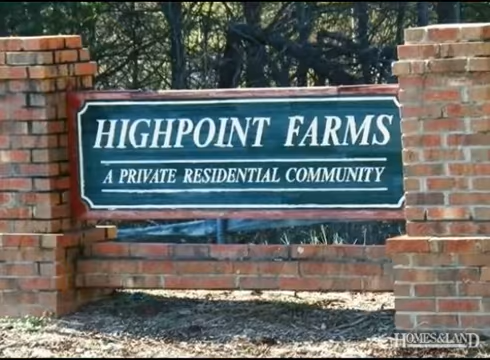 HIGHPOINT FARMS
A PRIVATE RESIDENTIAL COMMUNITY
HOMES&LAND